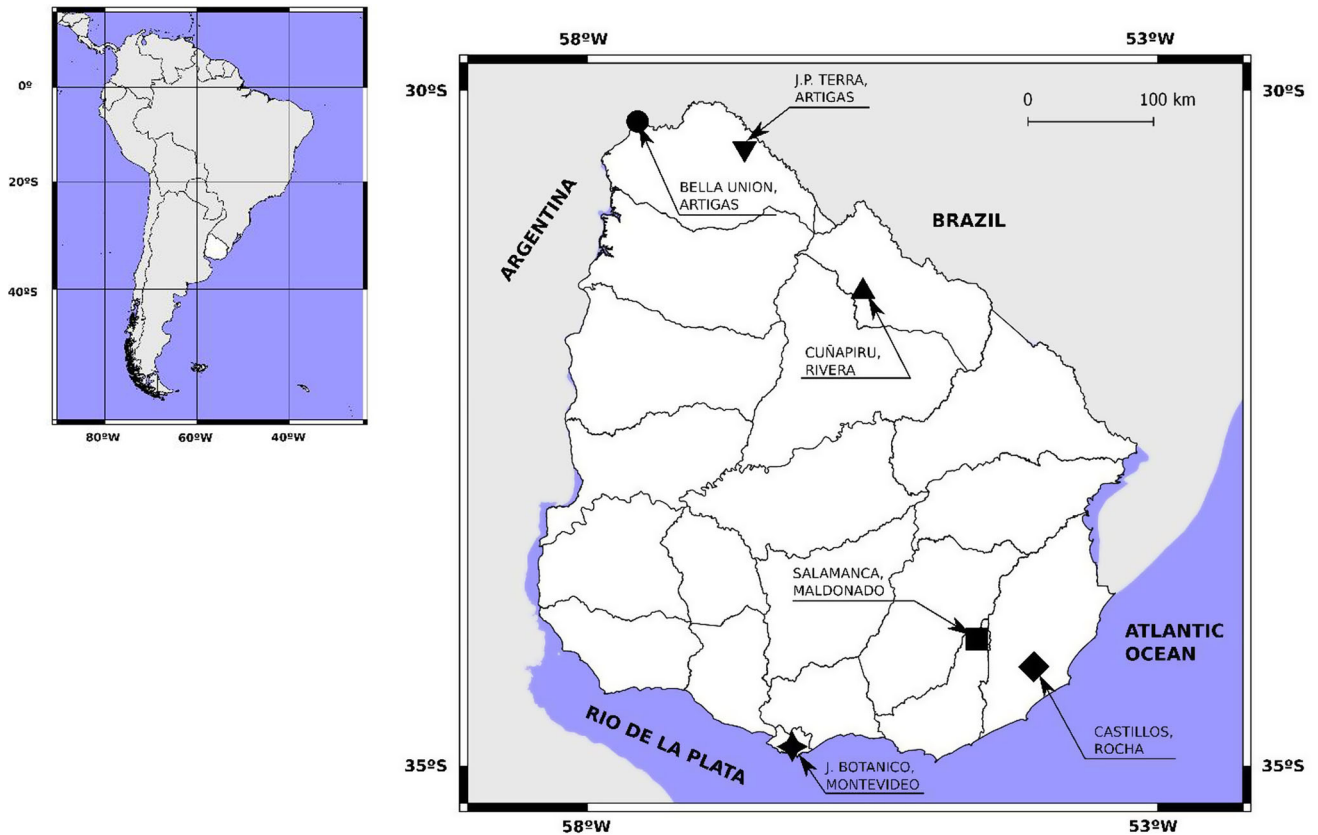 0º
20ºS
40ºS
80ºW
60ºW
40ºW
58ºW
53ºW
30ºS
30ºS
J.P. TERRA,
ARTIGAS
0
100 km
BELLA UNION,
ARTIGAS
ARGENTINA
BRAZIL
CUÑAPIRU,
RIVERA
SALAMANCA,
MALDONADO
ATLANTIC
OCEAN
RIO DE LA PLATA
CASTILLOS,
ROCHA
J. BOTANICO,
MONTEVIDEO
35ºS
35ºS
58ºW
53ºW